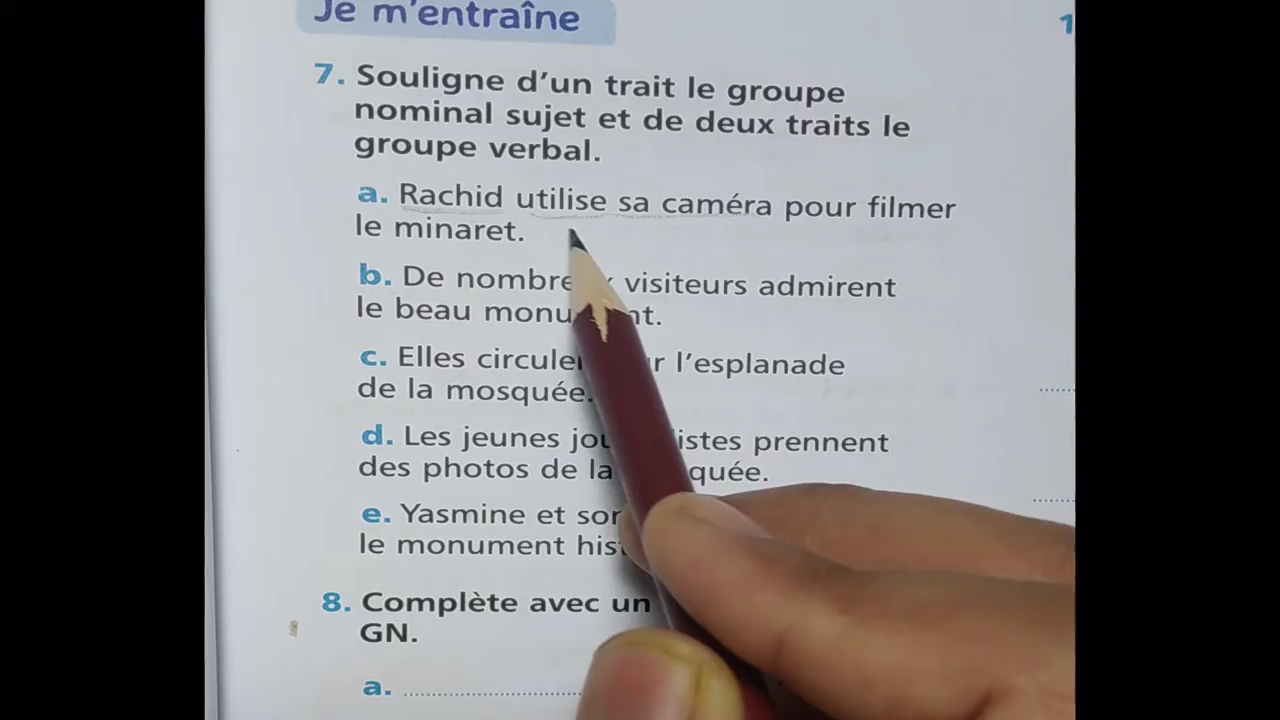 Je m'entraîne
1
7. Souligne d'un trait le groupe
nominal sujet et de deux traits le
groupe verbal.
a. Rachid utilise sa caméra pour filmer
le minaret.
b. De visiteurs admirent
le beau
c. Elles l'esplanade
de la mosquée.
d. Les jeunes prennent
des photos de la
e. Yasmine et
le monument
8. Complète avec un
GN.
a. ....................